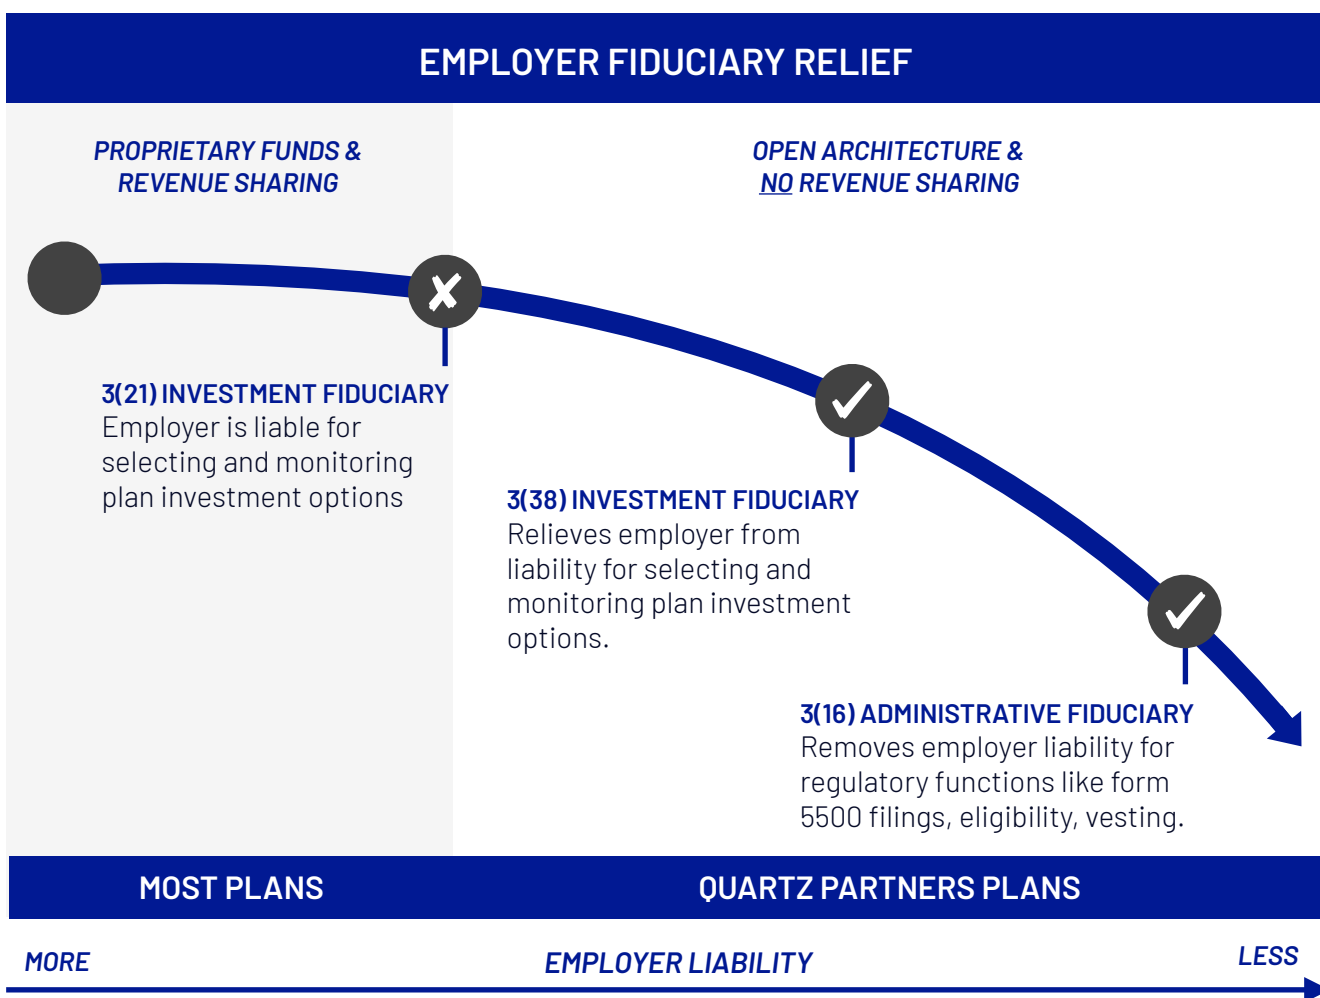 EMPLOYER FIDUCIARY RELIEF
PROPRIETARY FUNDS &
REVENUE SHARING
OPEN ARCHITECTURE &
NO REVENUE SHARING
3(21) INVESTMENT FIDUCIARY
Employer is liable for
selecting and monitoring
plan investment options
3(38) INVESTMENT FIDUCIARY
Relieves employer from
liability for selecting and
monitoring plan investment
options.
3(16) ADMINISTRATIVE FIDUCIARY
Removes employer liability for
regulatory functions like form
5500 filings, eligibility, vesting.
MOST PLANS
QUARTZ PARTNERS PLANS
MORE
EMPLOYER LIABILITY
LESS